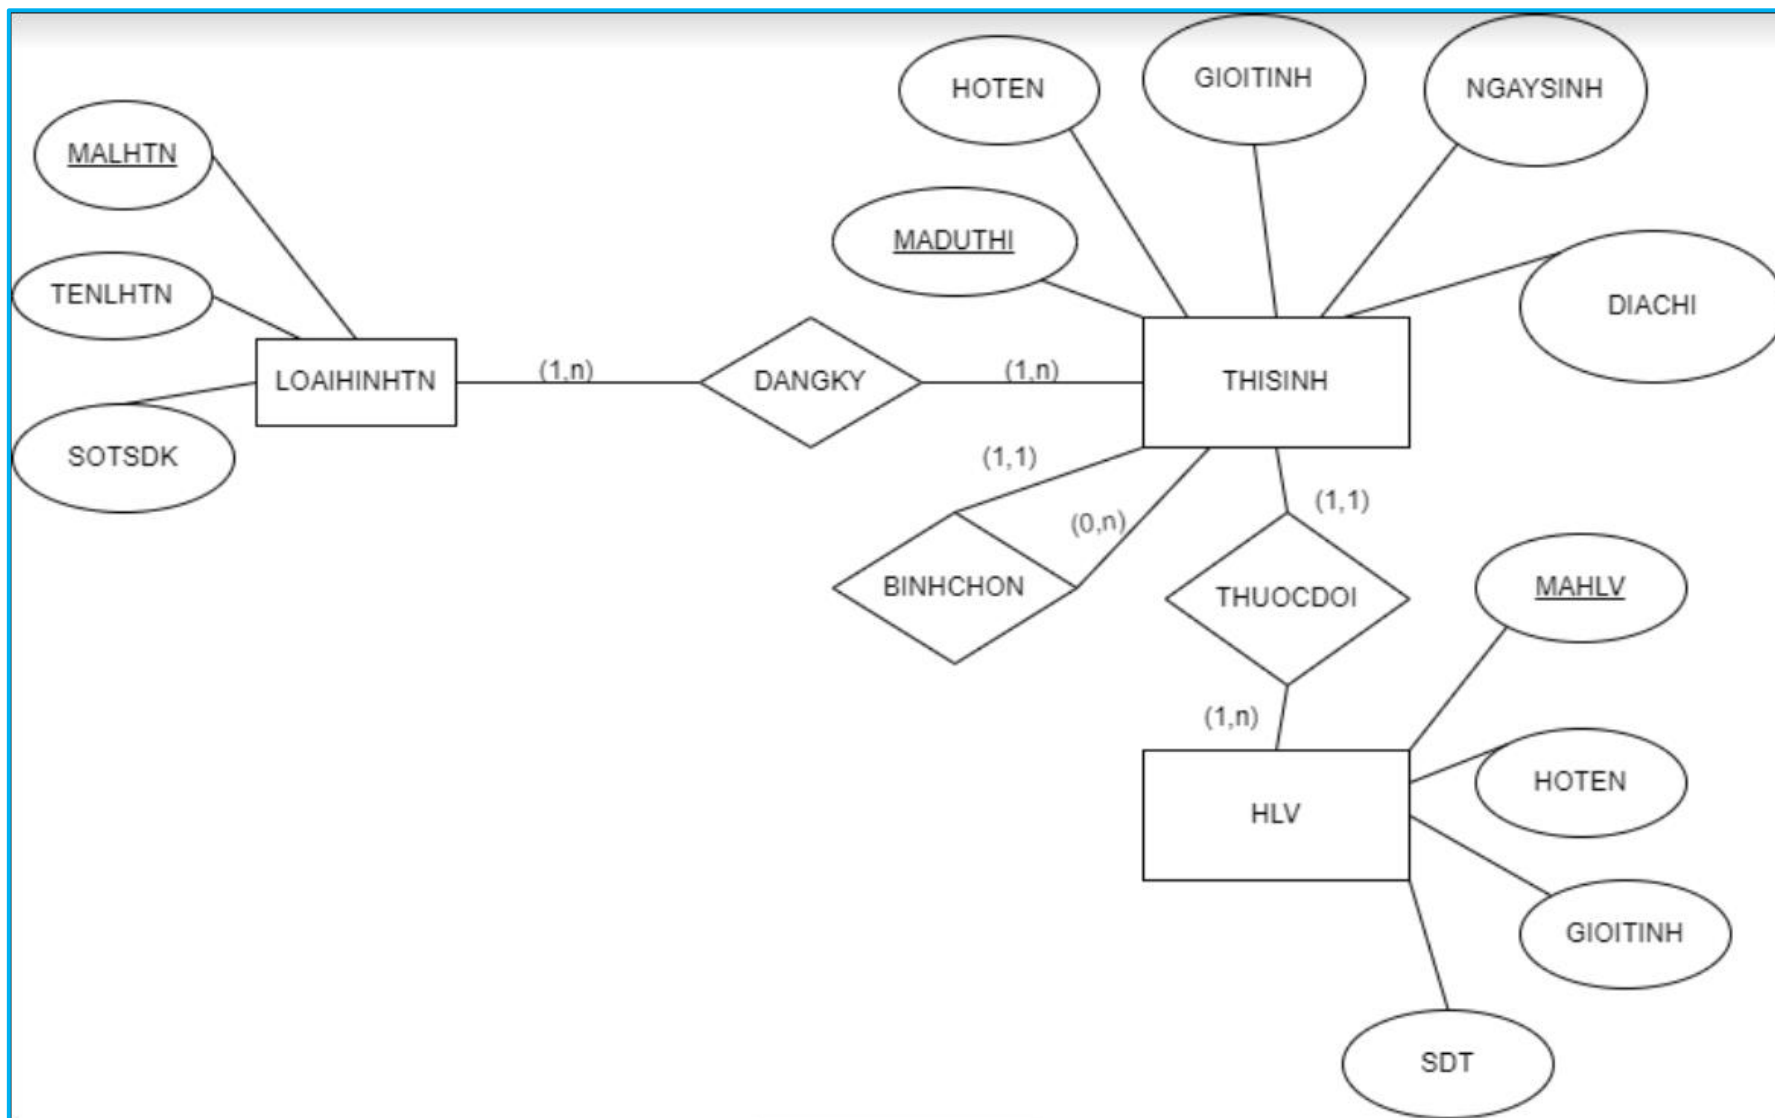 HOTEN
GIOITINH
NGAYSINH
MALHTN
MADUTHI
TENLHTN
DIACHI
LOAIHINHTN
(1,n)
DANGKY
(1,n)
THISINH
SOTSDK
(1,1)
(0,n)
(1,1)
BINHCHON
THUOCDOI
MAHLV
(1,n)
HOTEN
HLV
GIOITINH
SDT